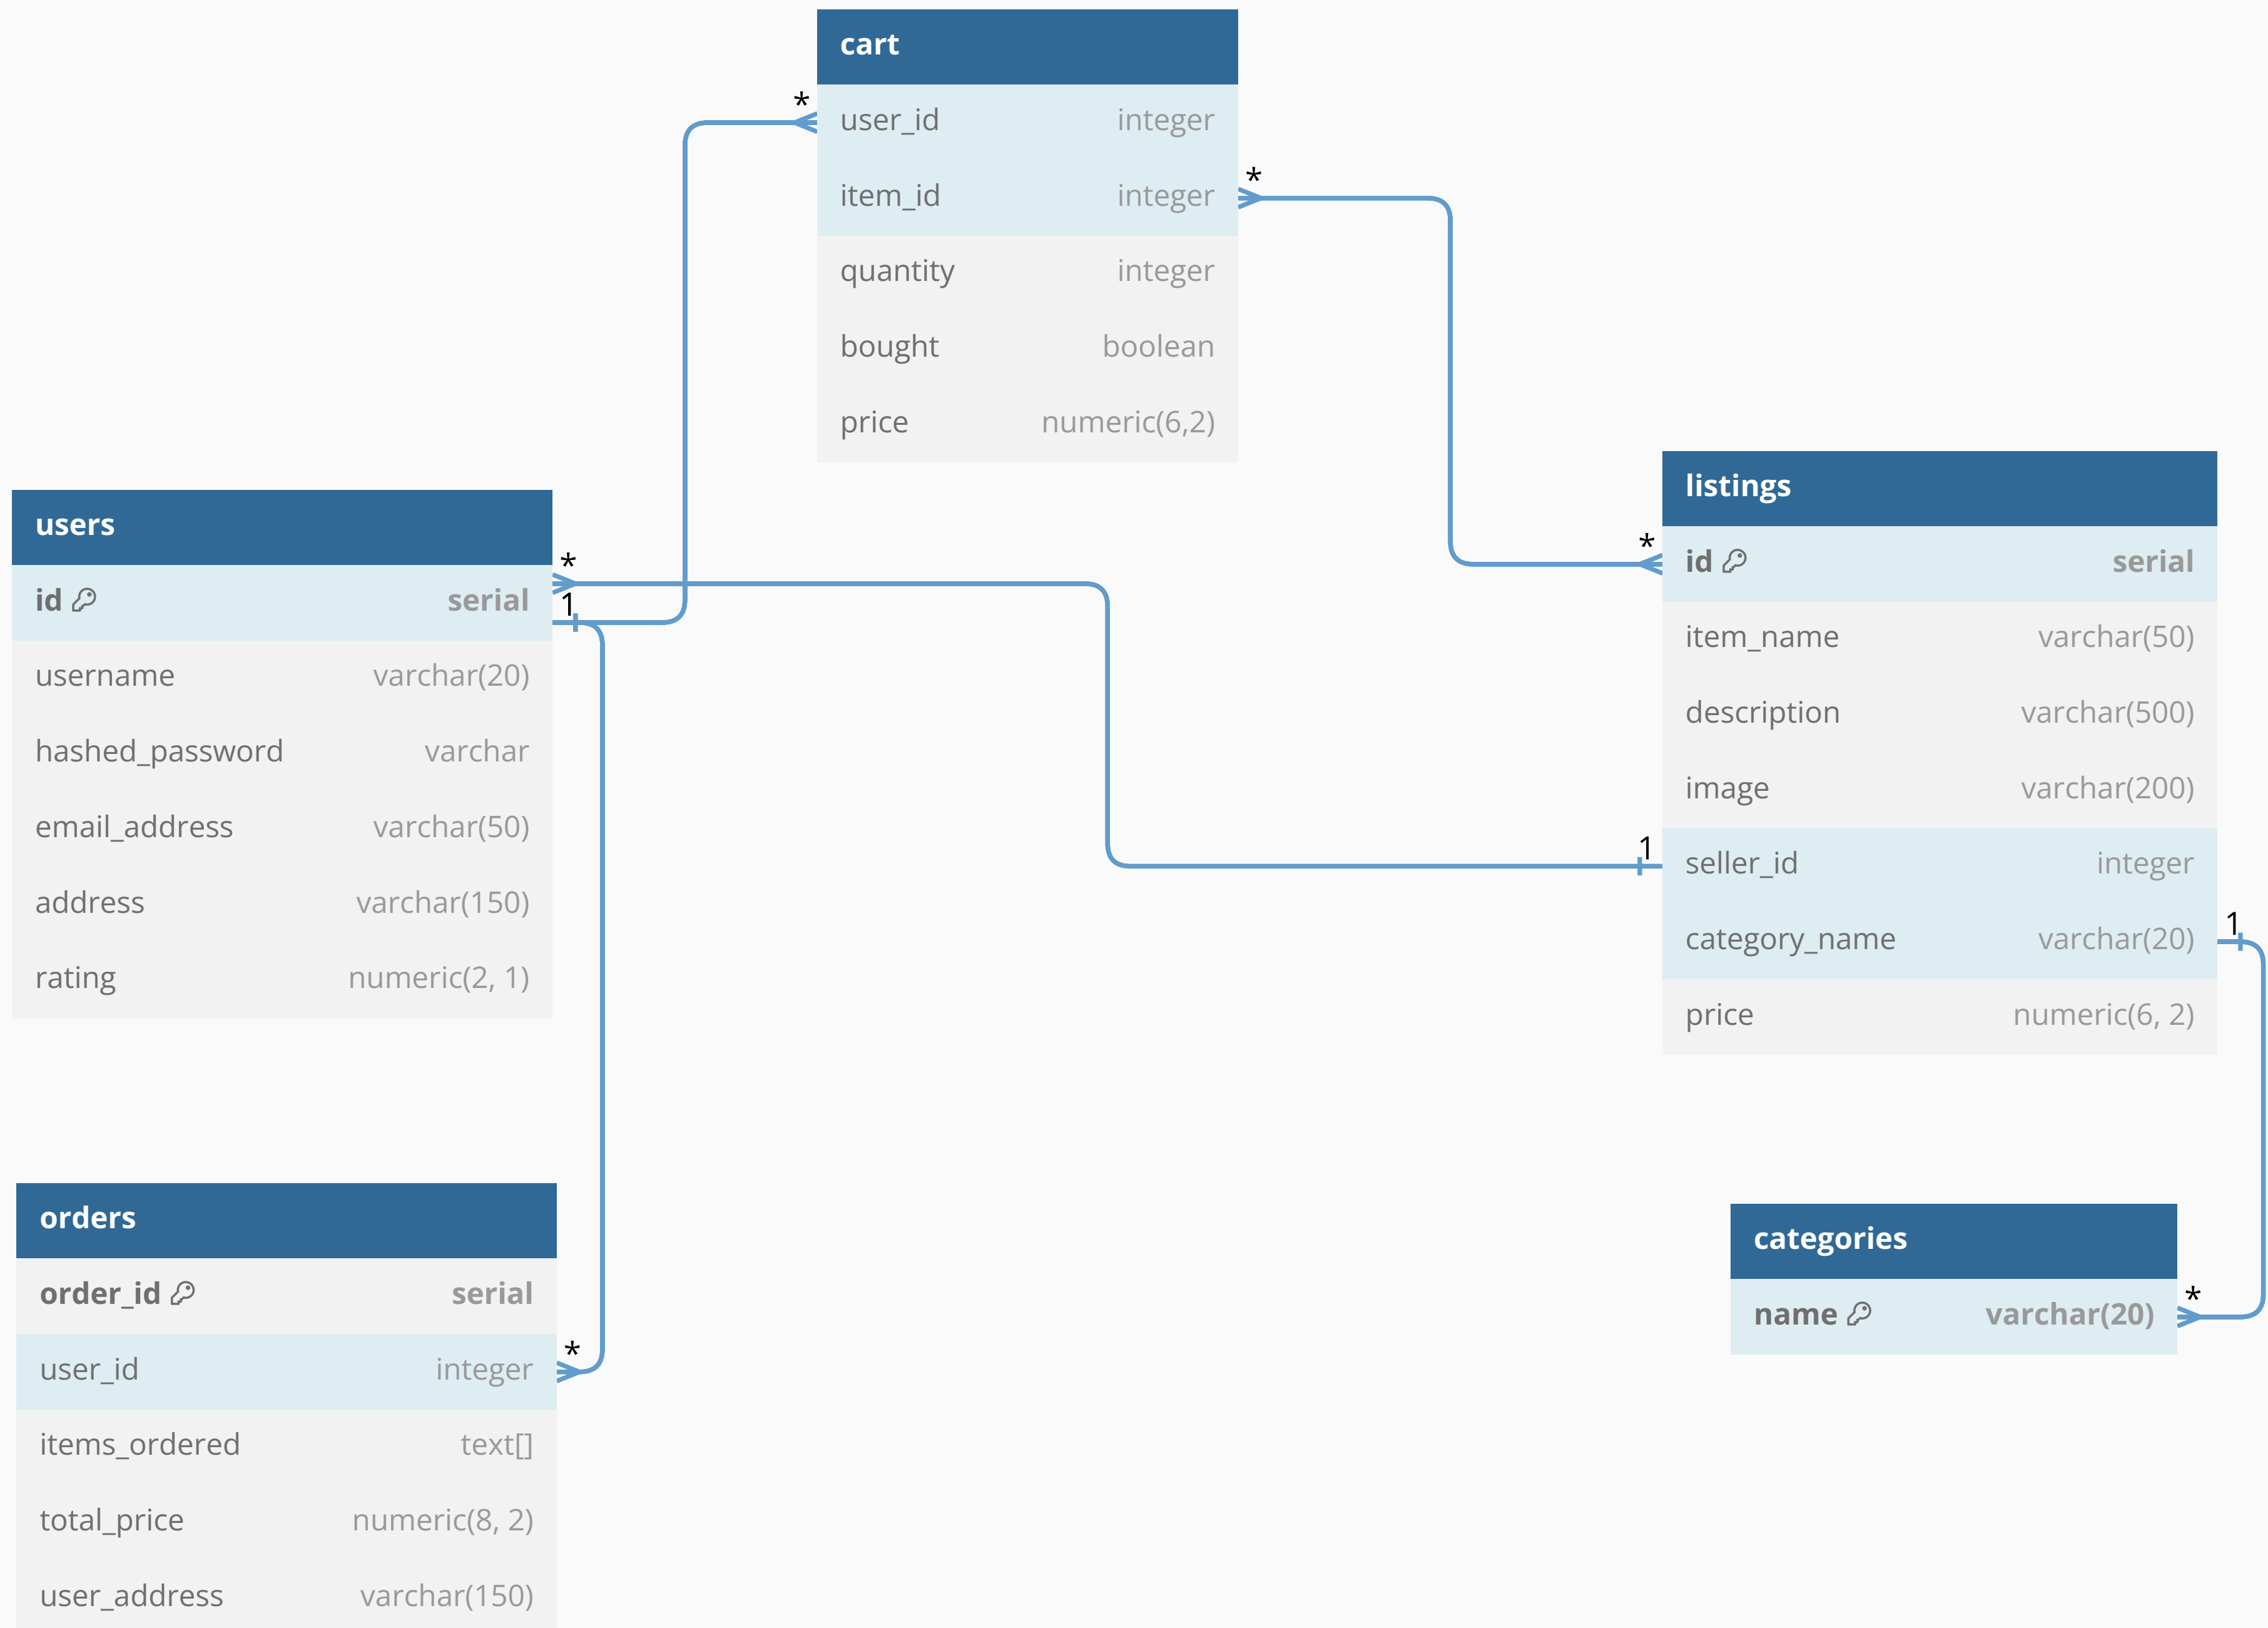 cart
* user_id integer
item_id integer *
quantity integer
bought boolean
price numeric(6,2)
users
id serial *
1
username varchar(20)
hashed_password varchar
email_address varchar(50)
address varchar(150)
rating numeric(2, 1)
listings
* id serial
item_name varchar(50)
description varchar(500)
image varchar(200)
1 seller_id integer
category_name varchar(20) 1
price numeric(6, 2)
orders
order_id serial
user_id integer *
items_ordered text[]
total_price numeric(8, 2)
user_address varchar(150)
categories
name varchar(20) *